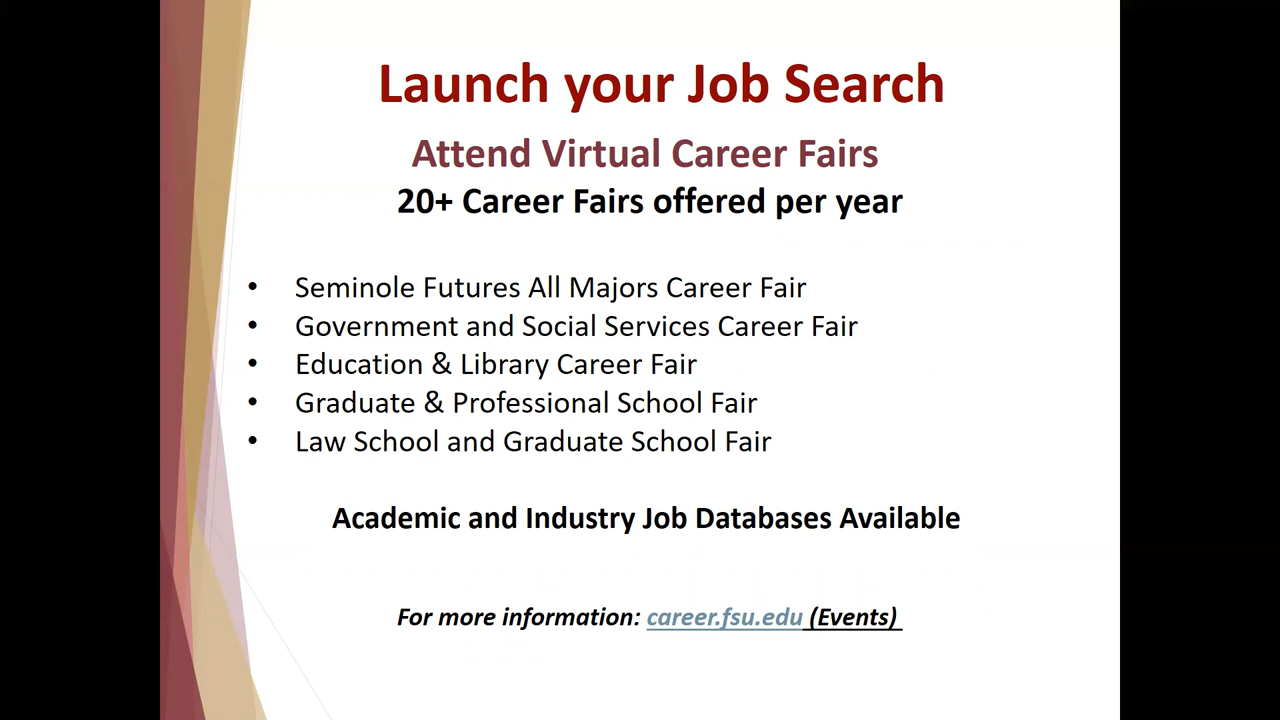 Launch your Job Search
Attend Virtual Career Fairs
20+ Career Fairs offered per year
• Seminole Futures All Majors Career Fair
• Government and Social Services Career Fair
• Education & Library Career Fair
• Graduate & Professional School Fair
• Law School and Graduate School Fair
Academic and Industry Job Databases Available
For more information: career.fsu.edu (Events)